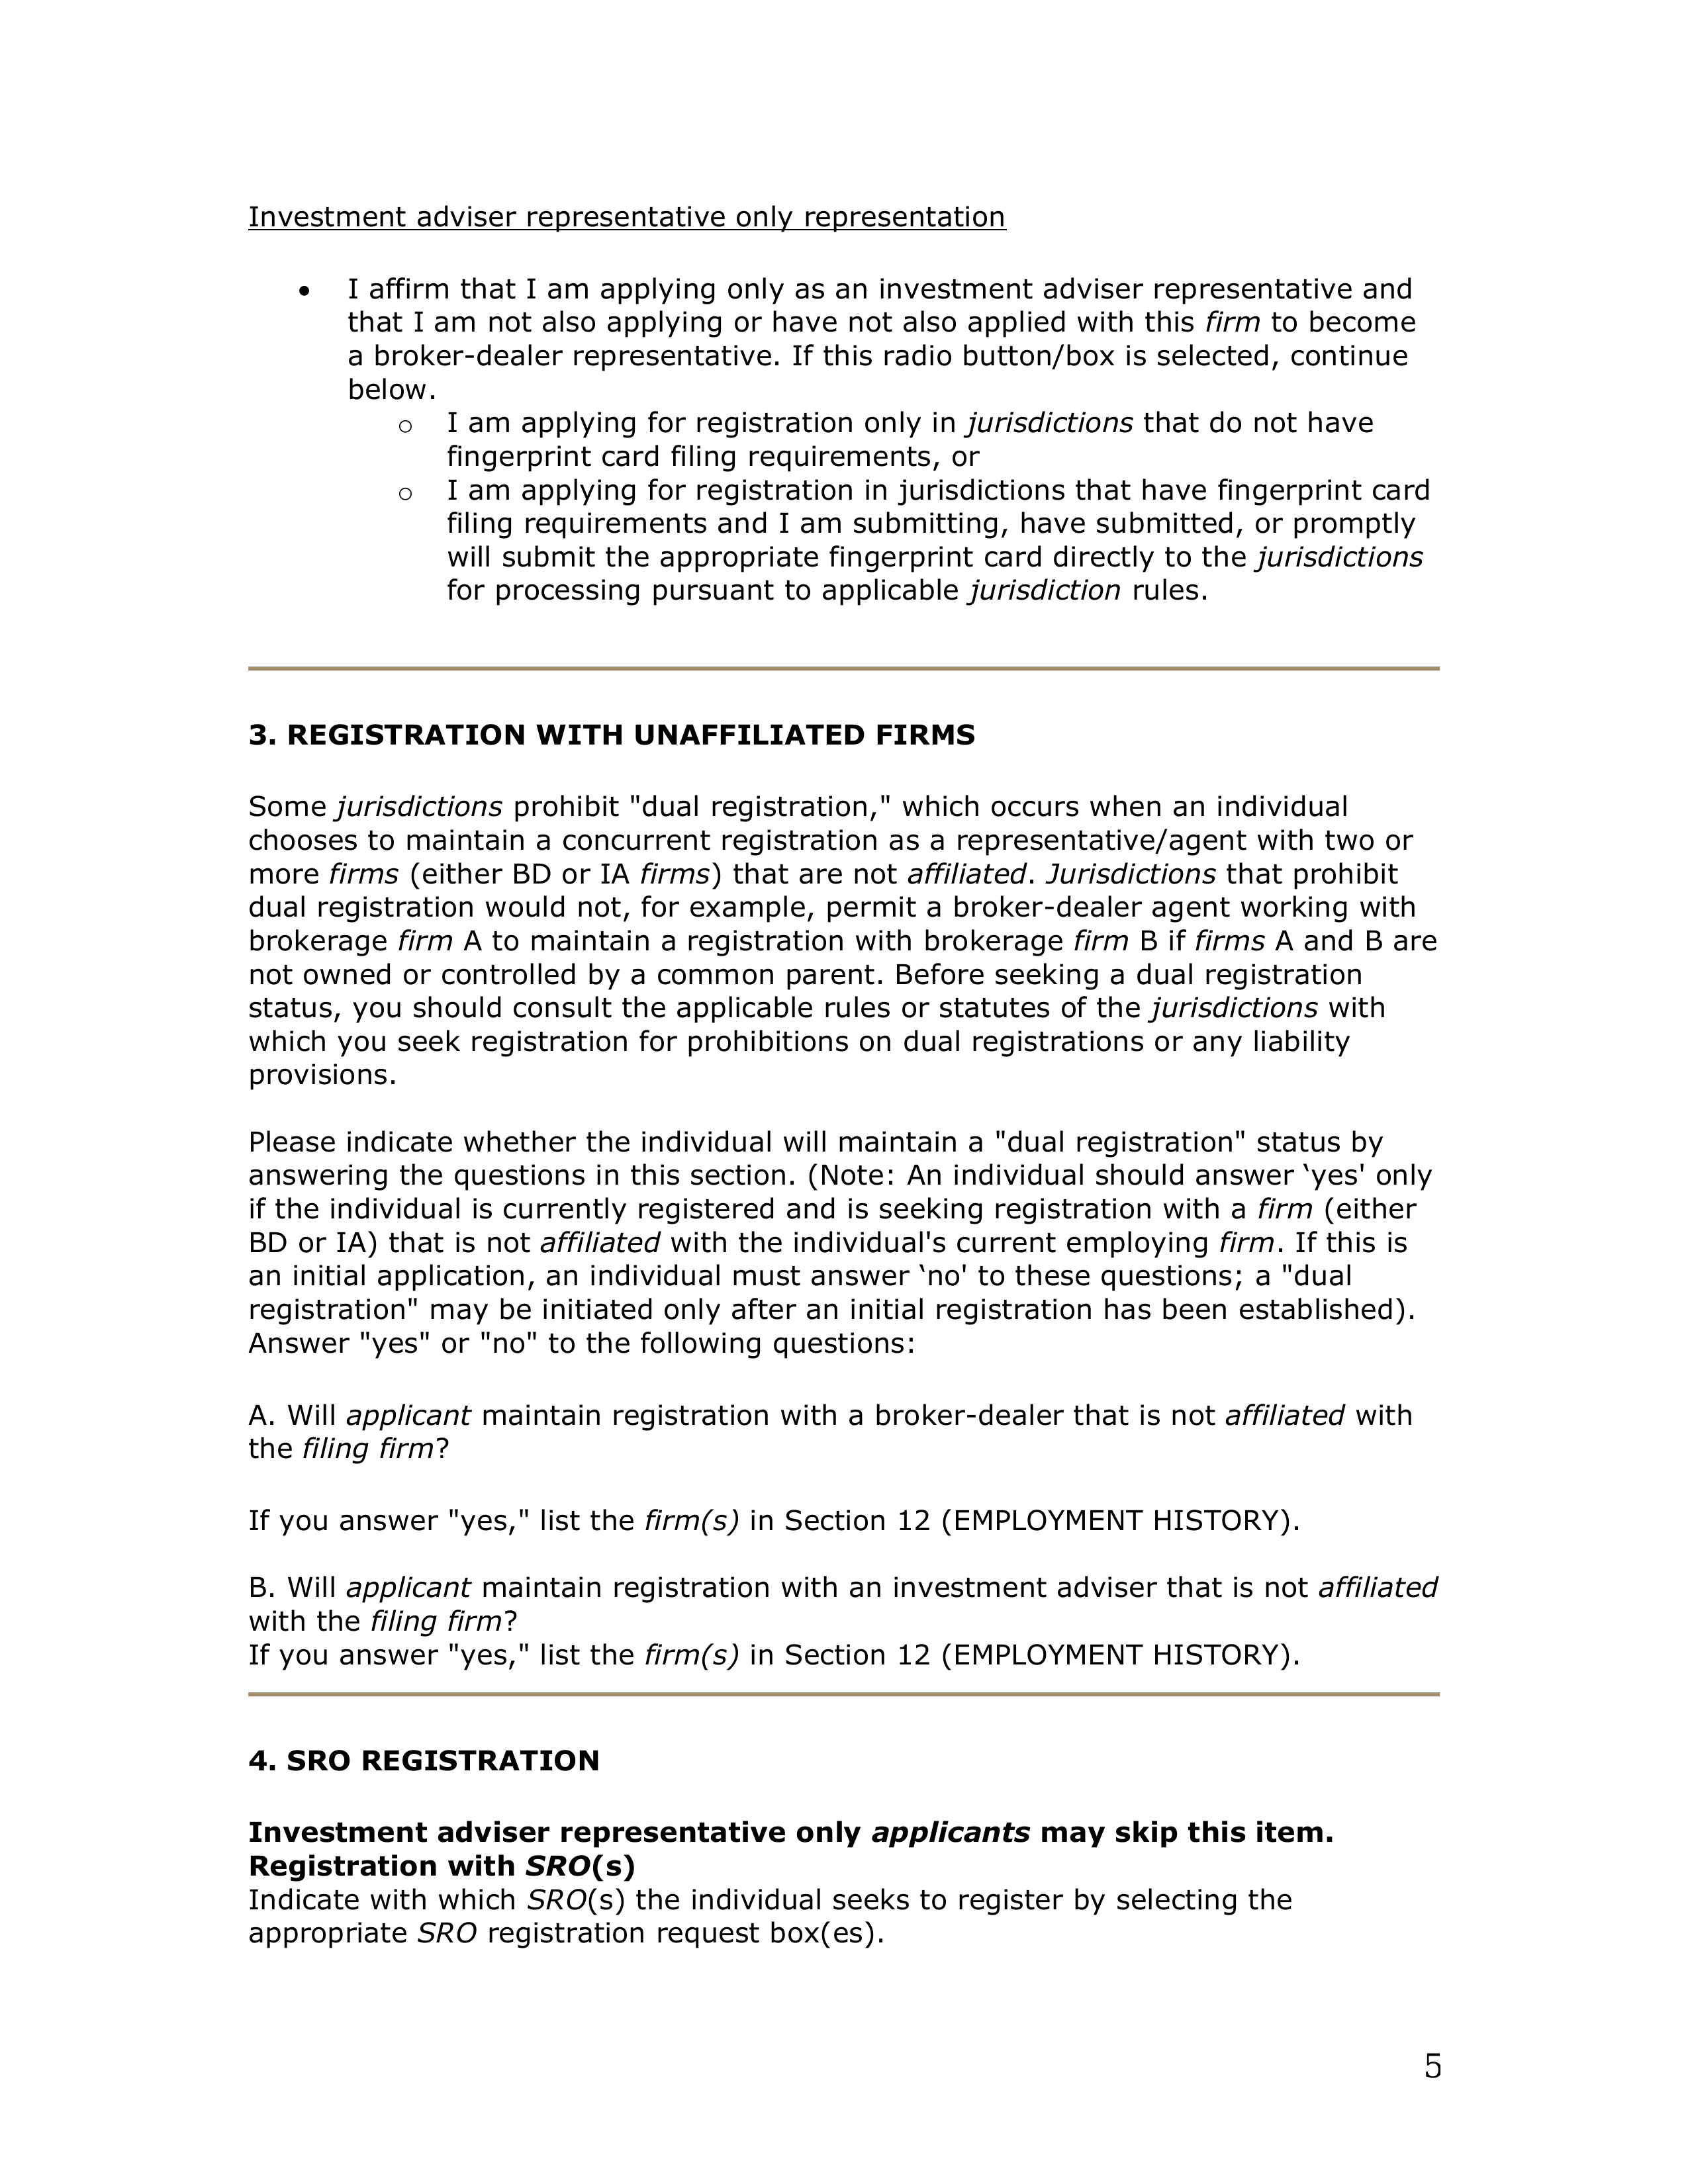 Investment adviser representative only representation
• I affirm that I am applying only as an investment adviser representative and
that I am not also applying or have not also applied with this firm to become
a broker-dealer representative. If this radio button/box is selected, continue
below.
o I am applying for registration only in jurisdictions that do not have
fingerprint card filing requirements, or
o I am applying for registration in jurisdictions that have fingerprint card
filing requirements and I am submitting, have submitted, or promptly
will submit the appropriate fingerprint card directly to the jurisdictions
for processing pursuant to applicable jurisdiction rules.
3. REGISTRATION WITH UNAFFILIATED FIRMS
Some jurisdictions prohibit "dual registration," which occurs when an individual
chooses to maintain a concurrent registration as a representative/agent with two or
more firms (either BD or IA firms) that are not affiliated. Jurisdictions that prohibit
dual registration would not, for example, permit a broker-dealer agent working with
brokerage firm A to maintain a registration with brokerage firm B if firms A and B are
not owned or controlled by a common parent. Before seeking a dual registration
status, you should consult the applicable rules or statutes of the jurisdictions with
which you seek registration for prohibitions on dual registrations or any liability
provisions.
Please indicate whether the individual will maintain a "dual registration" status by
answering the questions in this section. (Note: An individual should answer ‘yes' only
if the individual is currently registered and is seeking registration with a firm (either
BD or IA) that is not affiliated with the individual's current employing firm. If this is
an initial application, an individual must answer ‘no' to these questions; a "dual
registration" may be initiated only after an initial registration has been established).
Answer "yes" or "no" to the following questions:
A. Will applicant maintain registration with a broker-dealer that is not affiliated with
the filing firm?
If you answer "yes," list the firm(s) in Section 12 (EMPLOYMENT HISTORY).
B. Will applicant maintain registration with an investment adviser that is not affiliated
with the filing firm?
If you answer "yes," list the firm(s) in Section 12 (EMPLOYMENT HISTORY).
4. SRO REGISTRATION
Investment adviser representative only applicants may skip this item.
Registration with SRO(s)
Indicate with which SRO(s) the individual seeks to register by selecting the
appropriate SRO registration request box(es).
5